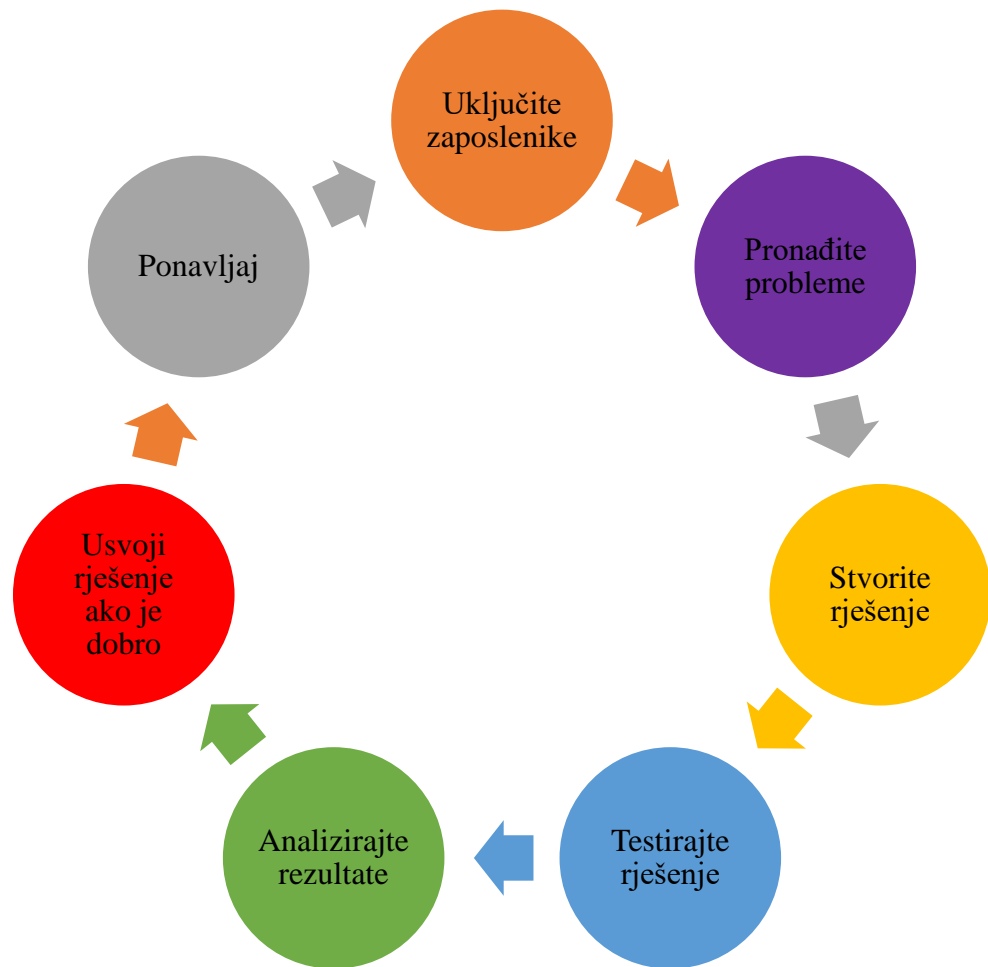 Uključite
zaposlenike
Pronađite
probleme
Stvorite
rješenje
Testirajte
rješenje
Analizirajte
rezultate
Usvoji
rješenje
ako je
dobro
Ponavljaj